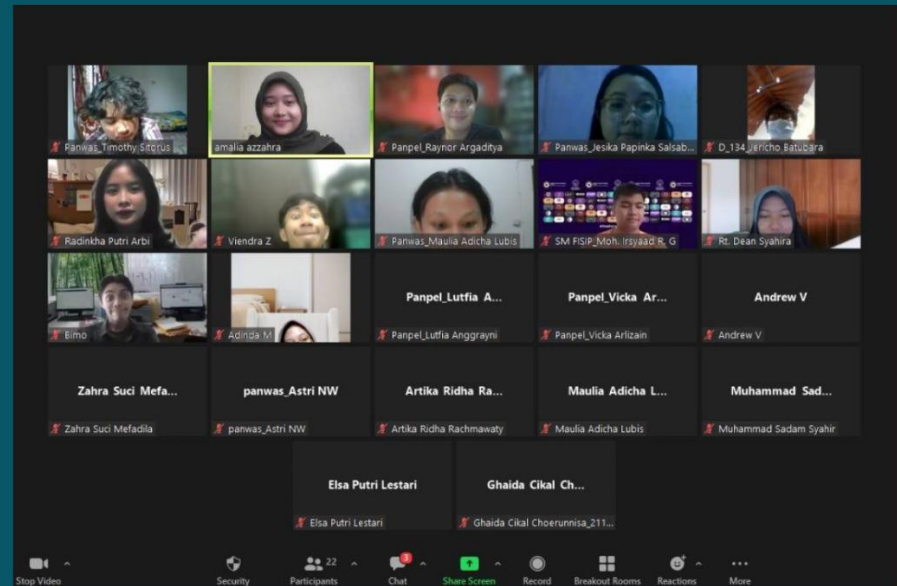 Panwas_Timothy Sitorus
amalia azzahra
Panpel_Raynor Argaditya
Panwas_Jesika Papinka Salsab...
D_134_Jericho Batubara
Radinkha Putri Arbi
Viendra Z
Panwas_Maulia Adicha Lubis
SM FISIP_Moh. Irsyaad R. G
Rt. Dean Syahira
Bimo
Adinda M
Panpel_Lutfia A...
Panpel_Lutfia Anggrayni
Panpel_Vicka Ar...
Panpel_Vicka Arlizain
Andrew V
Andrew V
Zahra Suci Mefa...
Zahra Suci Mefadila
panwas_Astri NW
panwas_Astri NW
Artika Ridha Ra...
Artika Ridha Rachmawaty
Maulia Adicha L...
Maulia Adicha Lubis
Muhammad Sad...
Muhammad Sadam Syahir
Elsa Putri Lestari
Elsa Putri Lestari
Ghaida Cikal Ch...
Ghaida Cikal Choerunnisa_211...
Stop Video
Security
22
Participants
3
Chat
Share Screen
Record
Breakout Rooms
Reactions
More